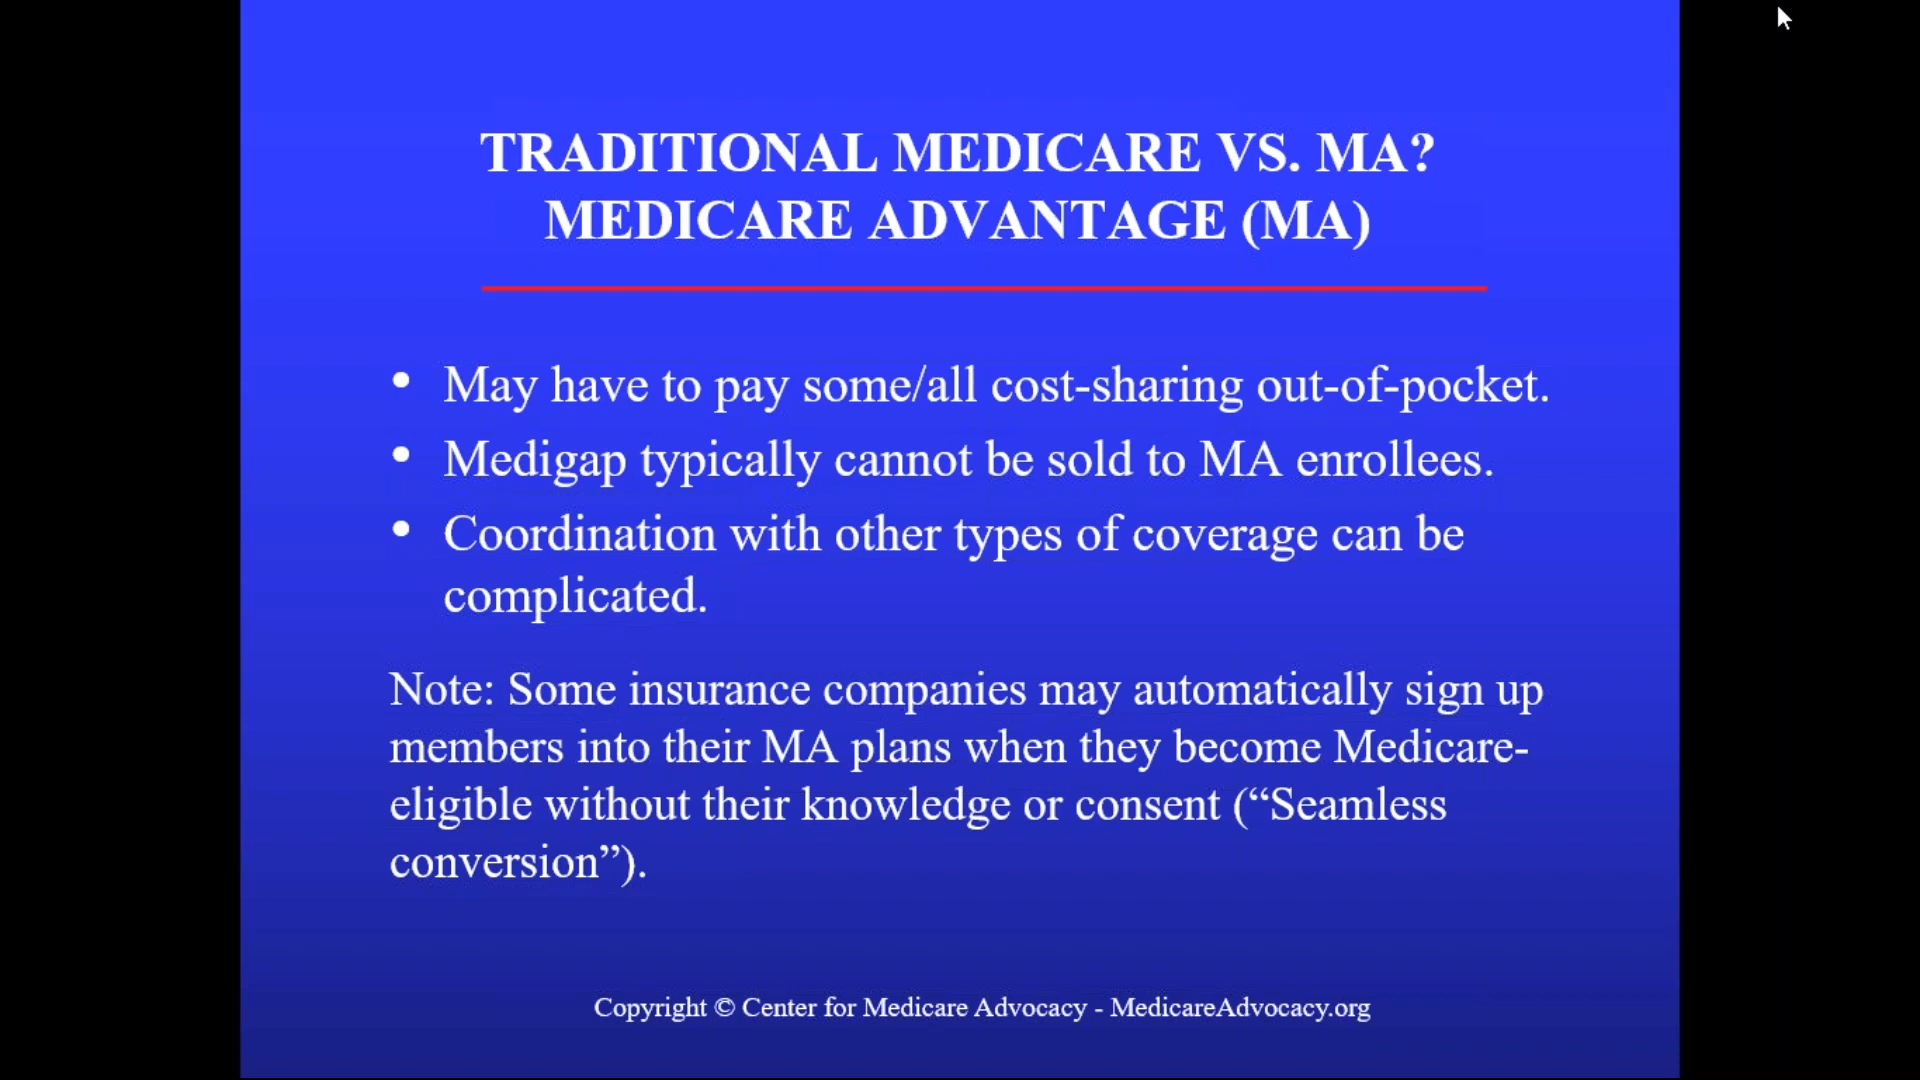 TRADITIONAL MEDICARE VS. MA?
MEDICARE ADVANTAGE (MA)
• May have to pay some/all cost-sharing out-of-pocket.
• Medigap typically cannot be sold to MA enrollees.
• Coordination with other types of coverage can be
complicated.
Note: Some insurance companies may automatically sign up
members into their MA plans when they become Medicare-
eligible without their knowledge or consent (“Seamless
conversion”).
Copyright © Center for Medicare Advocacy - MedicareAdvocacy.org